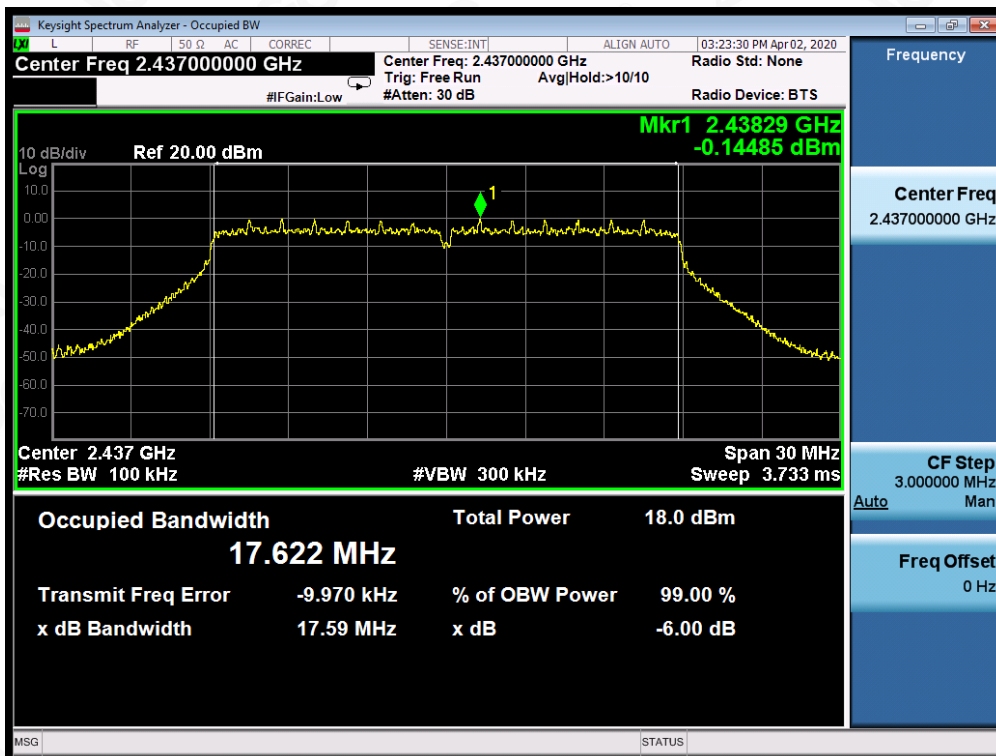 Keysight Spectrum Analyzer - Occupied BW
LXI L RF 50 Ω AC CORREC SENSE:INT ALIGN AUTO 03:23:30 PM Apr 02, 2020
Center Freq 2.437000000 GHz
Center Freq: 2.437000000 GHz Radio Std: None
Trig: Free Run Avg|Hold:>10/10
#IFGain:Low #Atten: 30 dB Radio Device: BTS
Mkr1 2.43829 GHz
-0.14485 dBm
10 dB/div Ref 20.00 dBm
Log
10.0
0.00
-10.0
-20.0
-30.0
-40.0
-50.0
-60.0
-70.0
1
Center 2.437 GHz Span 30 MHz
#Res BW 100 kHz #VBW 300 kHz Sweep 3.733 ms
Occupied Bandwidth Total Power 18.0 dBm
17.622 MHz
Transmit Freq Error -9.970 kHz % of OBW Power 99.00 %
x dB Bandwidth 17.59 MHz x dB -6.00 dB
MSG STATUS
Frequency
Center Freq
2.437000000 GHz
CF Step
3.000000 MHz
Auto Man
Freq Offset
0 Hz